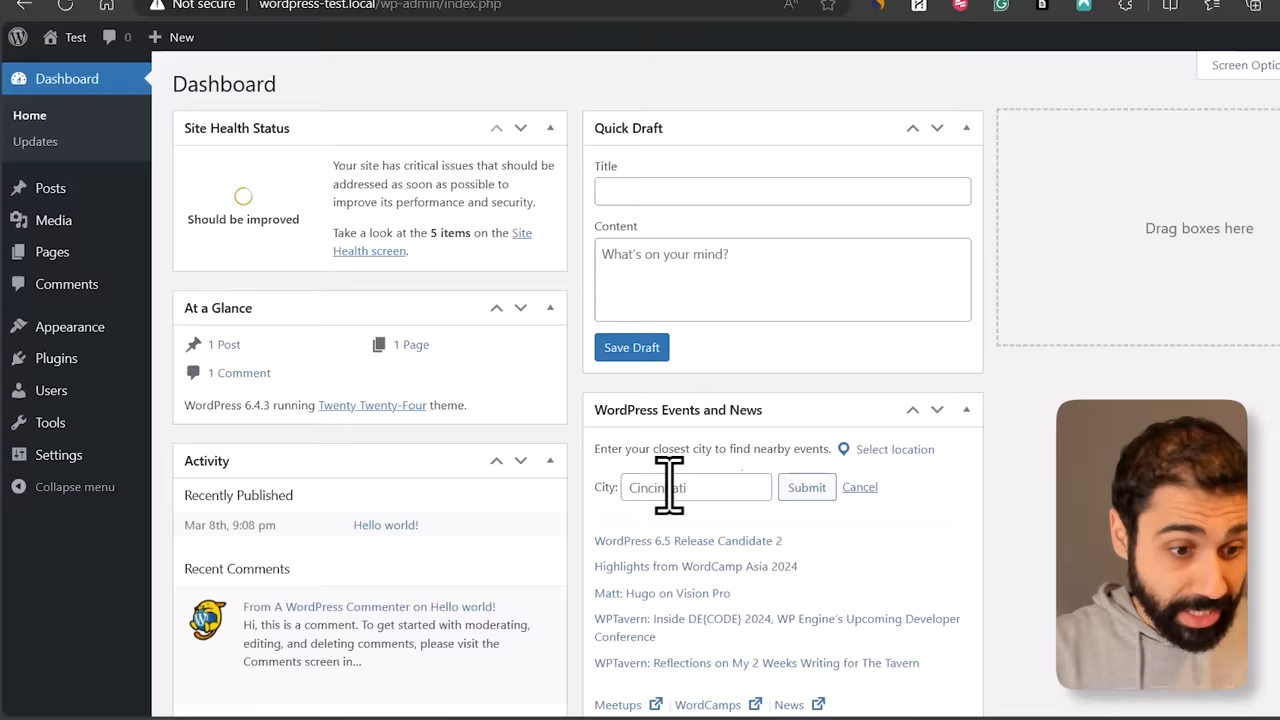 Not secure wordpress-test.local/wp-admin/index.php
Test 0 New
Dashboard
Home
Updates
Posts
Media
Pages
Comments
Appearance
Plugins
Users
Tools
Settings
Collapse menu
Screen Optio
Dashboard
Site Health Status
Should be improved
Your site has critical issues that should be
addressed as soon as possible to
improve its performance and security.
Take a look at the 5 items on the Site
Health screen.
At a Glance
1 Post
1 Page
1 Comment
WordPress 6.4.3 running Twenty Twenty-Four theme.
Activity
Recently Published
Mar 8th, 9:08 pm Hello world!
Recent Comments
From A WordPress Commenter on Hello world!
Hi, this is a comment. To get started with moderating,
editing, and deleting comments, please visit the
Comments screen in…
Quick Draft
Title
Content
What's on your mind?
Save Draft
WordPress Events and News
Enter your closest city to find nearby events. Select location
City: Cincinnati Submit Cancel
WordPress 6.5 Release Candidate 2
Highlights from WordCamp Asia 2024
Matt: Hugo on Vision Pro
WPTavern: Inside DE{CODE} 2024, WP Engine's Upcoming Developer
Conference
WPTavern: Reflections on My 2 Weeks Writing for The Tavern
Meetups WordCamps News
Drag boxes here